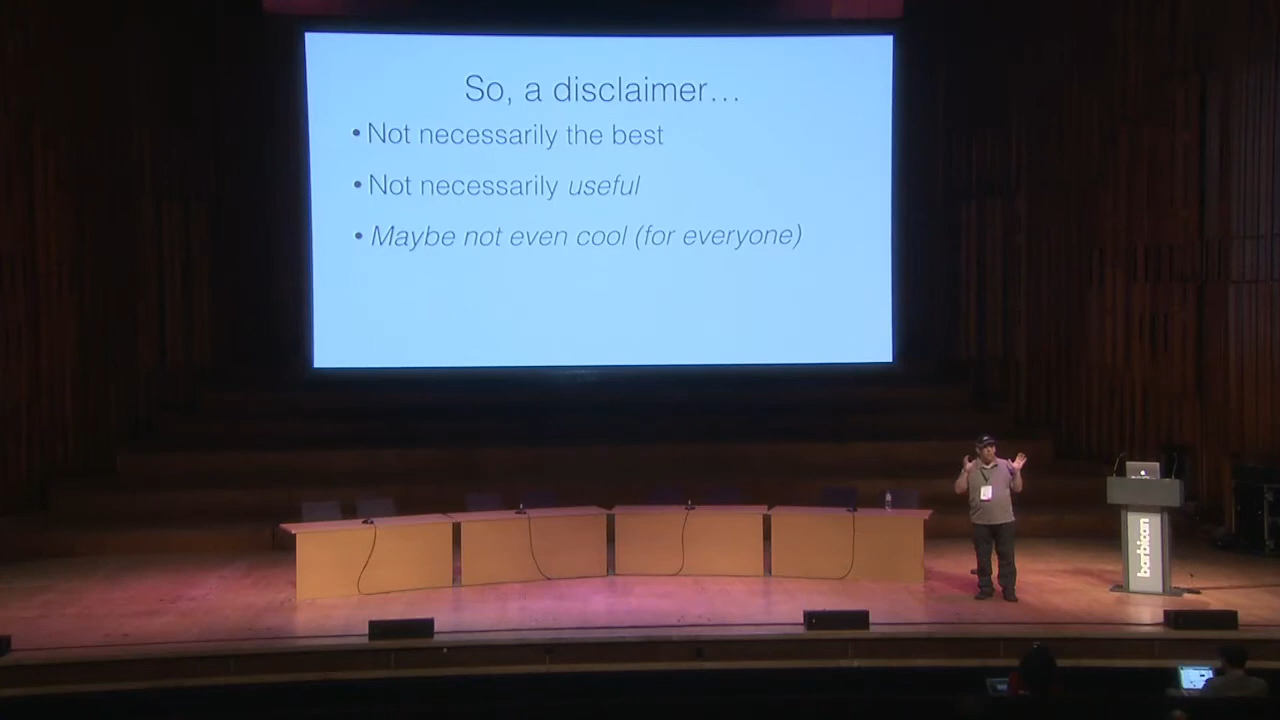 So, a disclaimer…
• Not necessarily the best
• Not necessarily useful
• Maybe not even cool (for everyone)
barbican